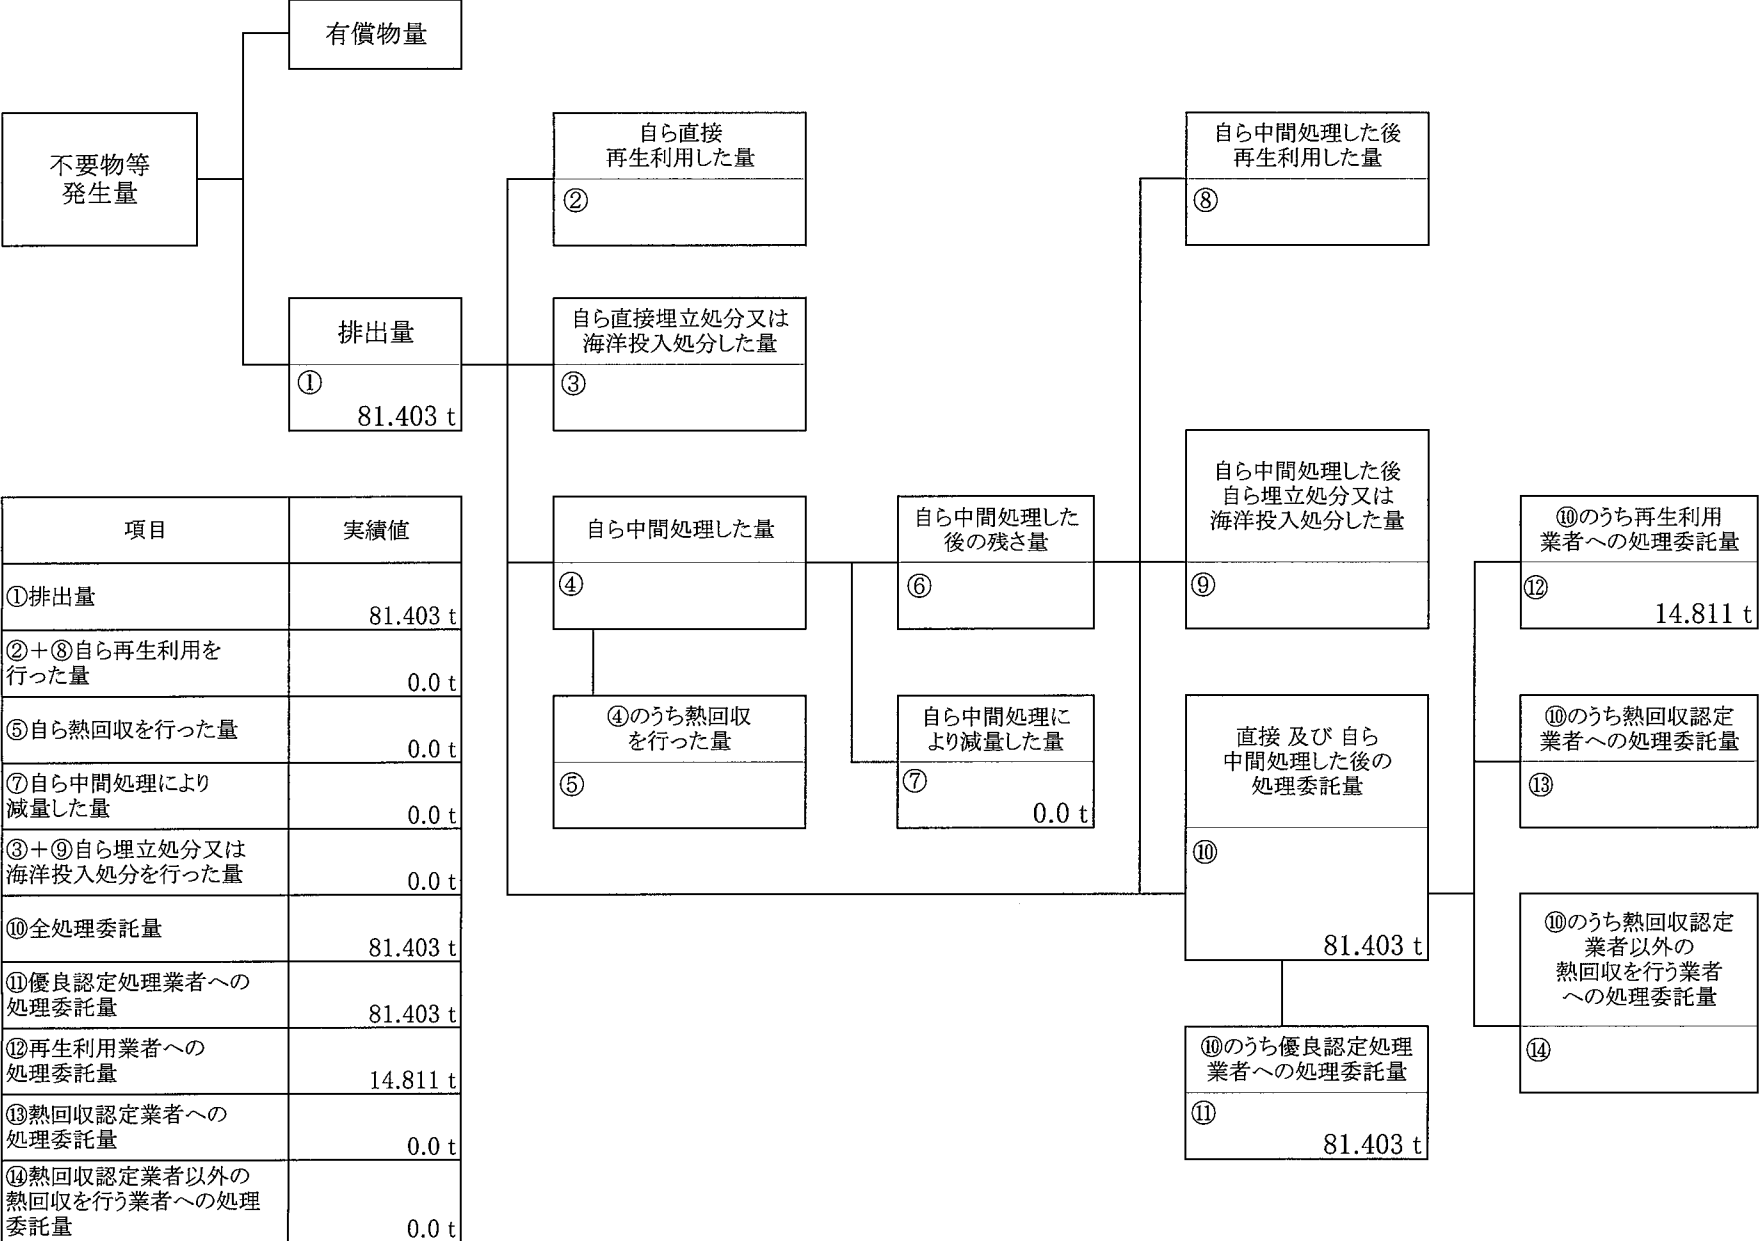 有償物量
不要物等
発生量
自ら直接
再生利用した量
②
自ら中間処理した後
再生利用した量
⑧
排出量
①
81.403 t
自ら直接埋立処分又は
海洋投入処分した量
③
自ら中間処理した量
④
自ら中間処理した
後の残さ量
⑥
自ら中間処理した後
自ら埋立処分又は
海洋投入処分した量
⑨
⑩のうち再生利用
業者への処理委託量
⑫
14.811 t
④のうち熱回収
を行った量
⑤
自ら中間処理に
より減量した量
⑦
0.0 t
直接 及び 自ら
中間処理した後の
処理委託量
⑩
81.403 t
⑩のうち熱回収認定
業者への処理委託量
⑬
⑩のうち熱回収認定
業者以外の
熱回収を行う業者
への処理委託量
⑭
⑩のうち優良認定処理
業者への処理委託量
⑪
81.403 t
項目 実績値
①排出量
81.403 t
②＋⑧自ら再生利用を
行った量
0.0 t
⑤自ら熱回収を行った量
0.0 t
⑦自ら中間処理により
減量した量
0.0 t
③＋⑨自ら埋立処分又は
海洋投入処分を行った量
0.0 t
⑩全処理委託量
81.403 t
⑪優良認定処理業者への
処理委託量
81.403 t
⑫再生利用業者への
処理委託量
14.811 t
⑬熱回収認定業者への
処理委託量
0.0 t
⑭熱回収認定業者以外の
熱回収を行う業者への処理
委託量
0.0 t